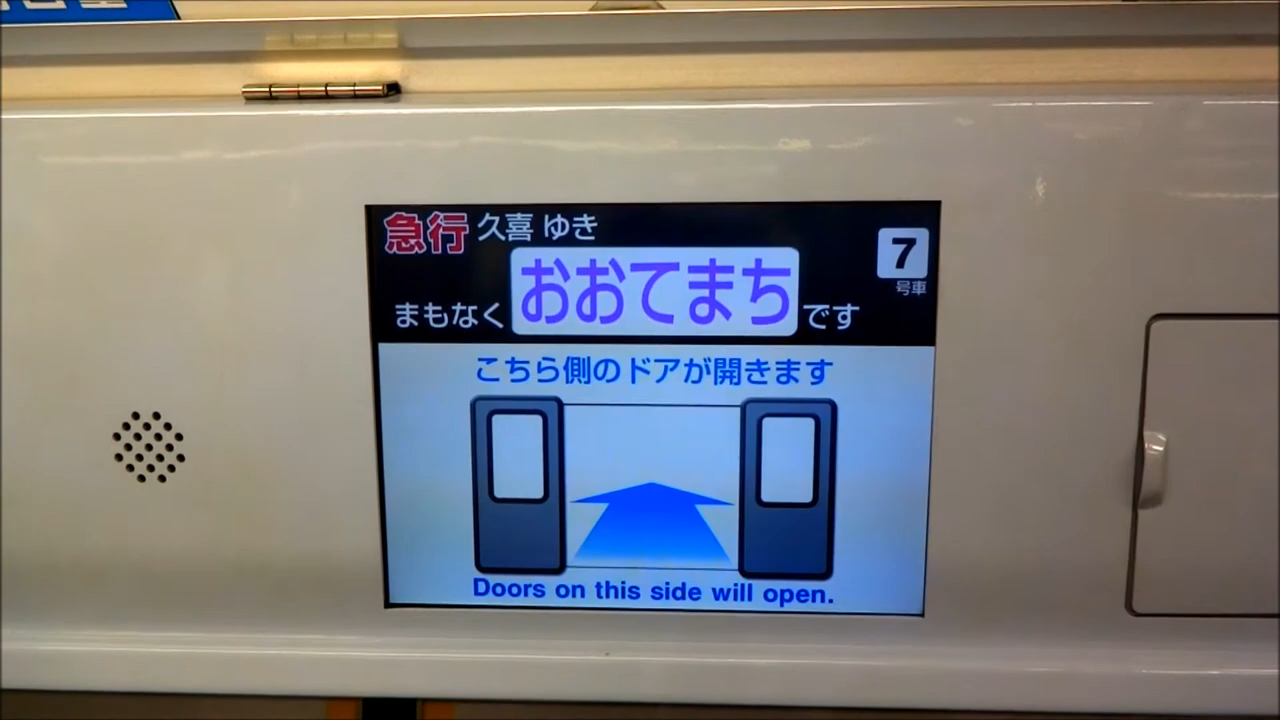 急行 久喜 ゆき
7
号車
まもなく おおてまち です
こちら側のドアが開きます
Doors on this side will open.